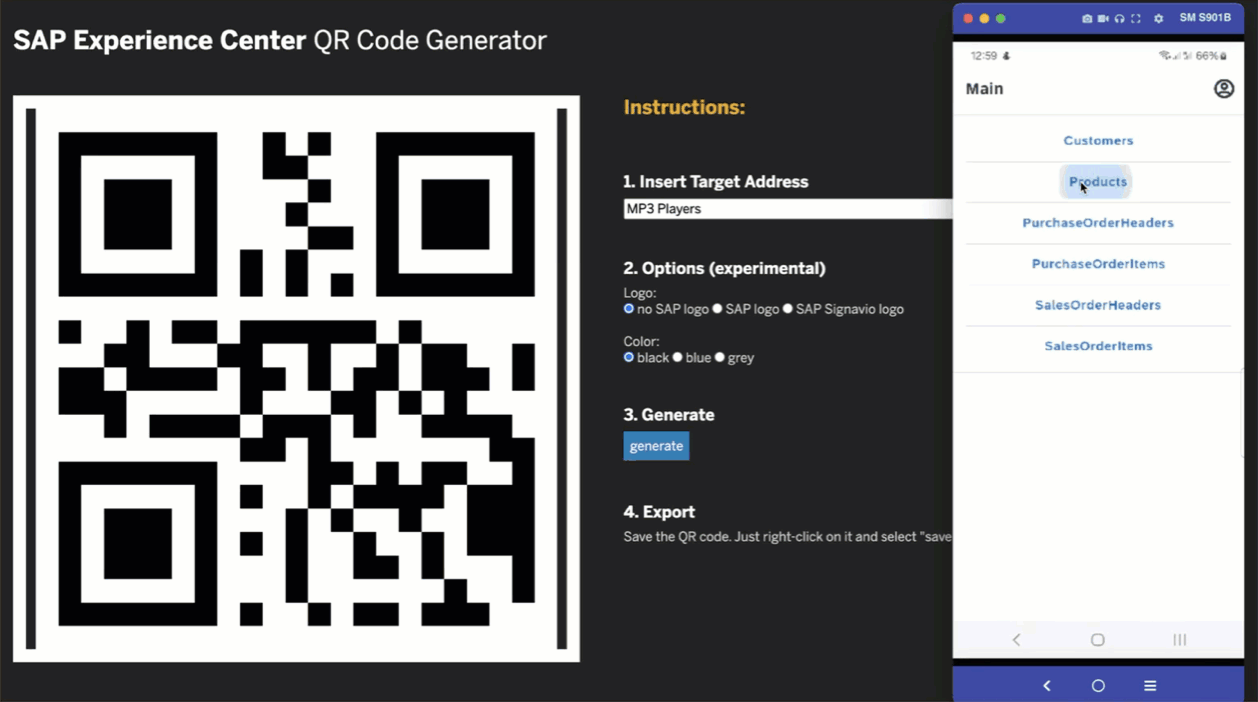 SAP Experience Center QR Code Generator
Instructions:
1. Insert Target Address
MP3 Players
2. Options (experimental)
Logo:
no SAP logo SAP logo SAP Signavio logo
Color:
black blue grey
3. Generate
generate
4. Export
Save the QR code. Just right-click on it and select "save
SM S901B
12:59 66%
Main
Customers
Products
PurchaseOrderHeaders
PurchaseOrderItems
SalesOrderHeaders
SalesOrderItems